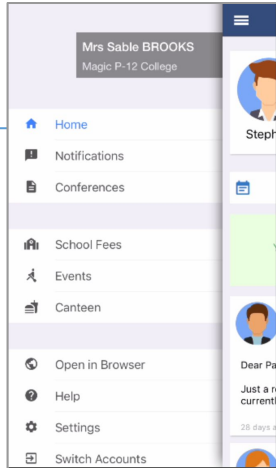 Mrs Sable BROOKS
Magic P-12 College
Home
Notifications
Conferences
School Fees
Events
Canteen
Open in Browser
Help
Settings
Switch Accounts
Steph
Dear Pa
Just a
currentl
28 days